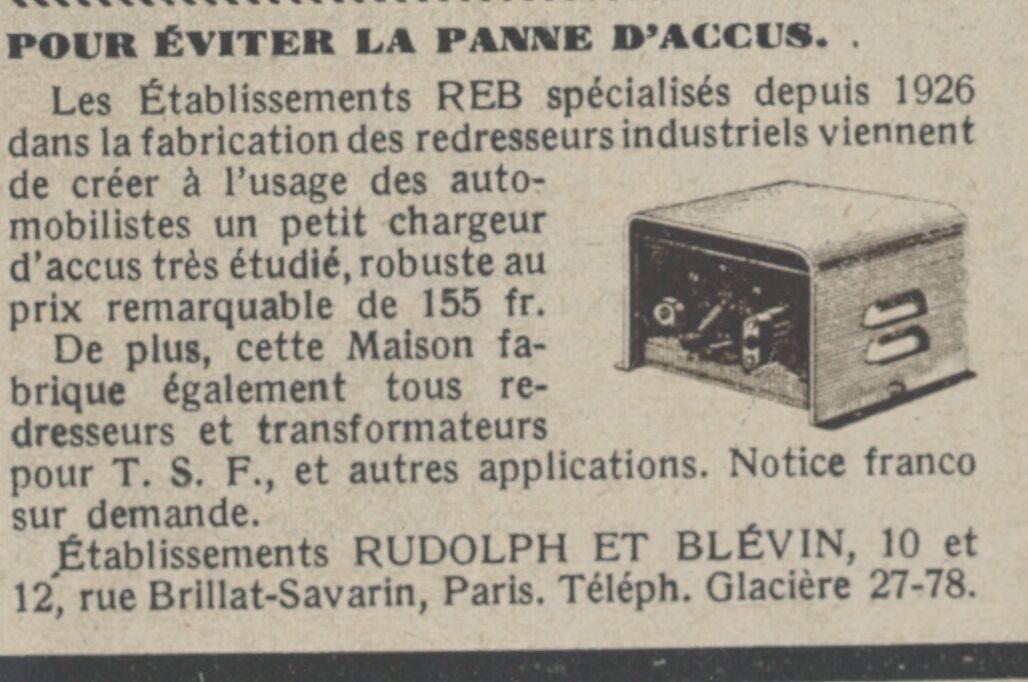 POUR ÉVITER LA PANNE D'ACCUS. .
Les Établissements REB spécialisés depuis 1926
dans la fabrication des redresseurs industriels viennent
de créer à l'usage des auto-
mobilistes un petit chargeur
d'accus très étudié, robuste au
prix remarquable de 155 fr.
De plus, cette Maison fa-
brique également tous re-
dresseurs et transformateurs
pour T. S. F., et autres applications. Notice franco
sur demande.
Établissements RUDOLPH ET BLÉVIN, 10 et
12, rue Brillat-Savarin, Paris. Téléph. Glacière 27-78.